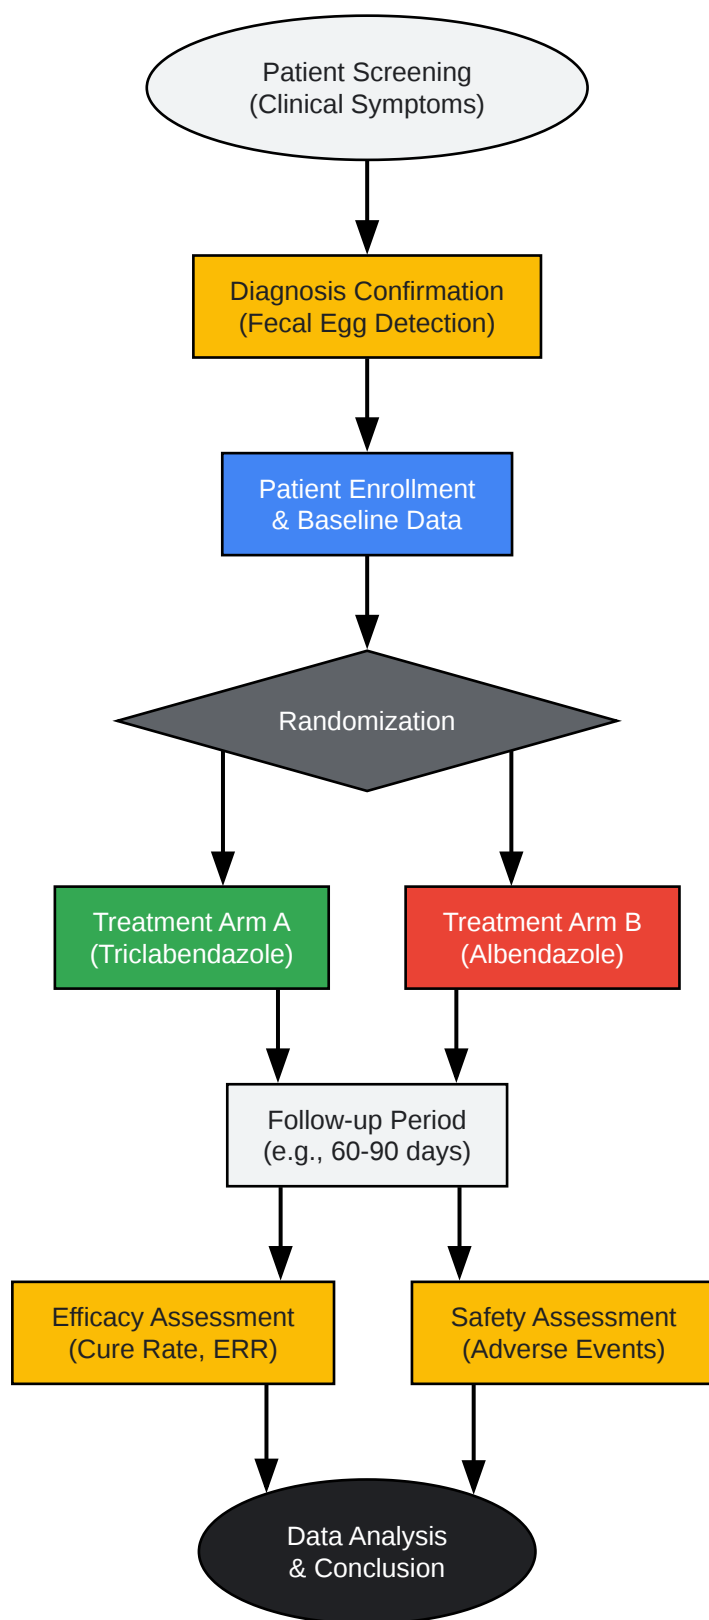 Patient Screening
(Clinical Symptoms)
Diagnosis Confirmation
(Fecal Egg Detection)
Patient Enrollment
& Baseline Data
Randomization
Treatment Arm A
(Triclabendazole)
Treatment Arm B
(Albendazole)
Follow-up Period
(e.g., 60-90 days)
Efficacy Assessment
(Cure Rate, ERR)
Safety Assessment
(Adverse Events)
Data Analysis
& Conclusion